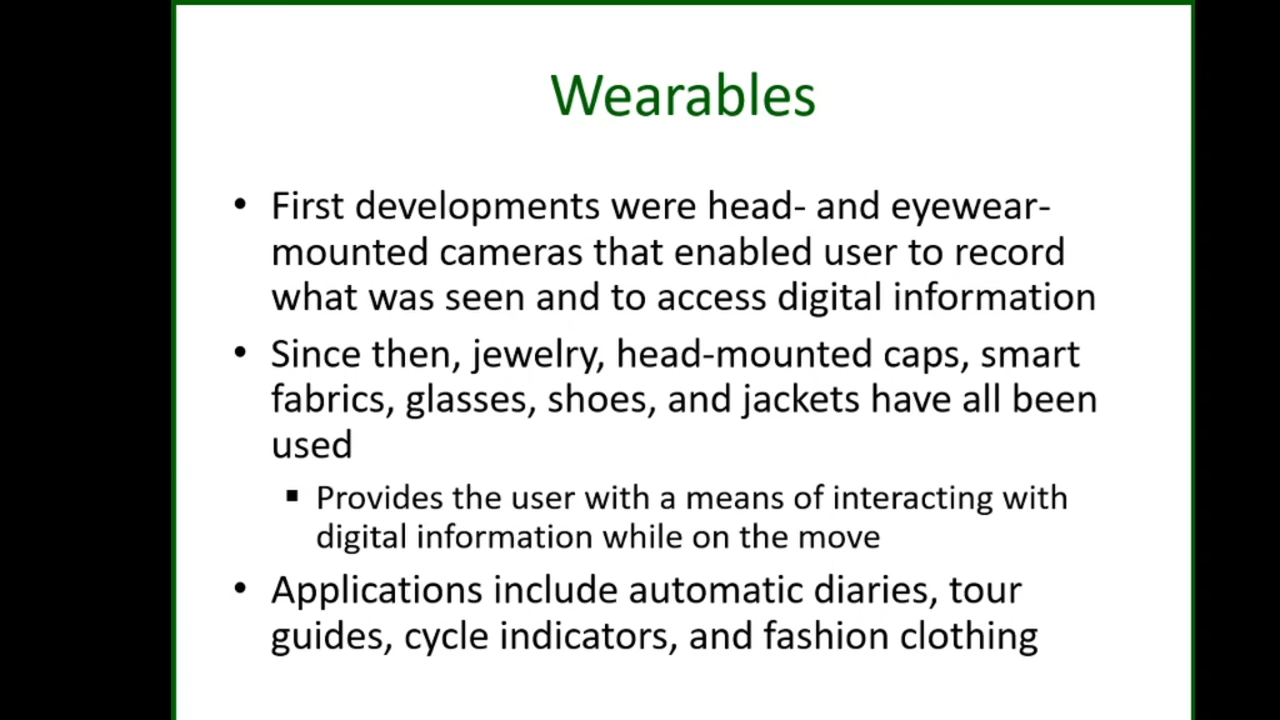 Wearables
• First developments were head- and eyewear-
mounted cameras that enabled user to record
what was seen and to access digital information
• Since then, jewelry, head-mounted caps, smart
fabrics, glasses, shoes, and jackets have all been
used
▪ Provides the user with a means of interacting with
digital information while on the move
• Applications include automatic diaries, tour
guides, cycle indicators, and fashion clothing